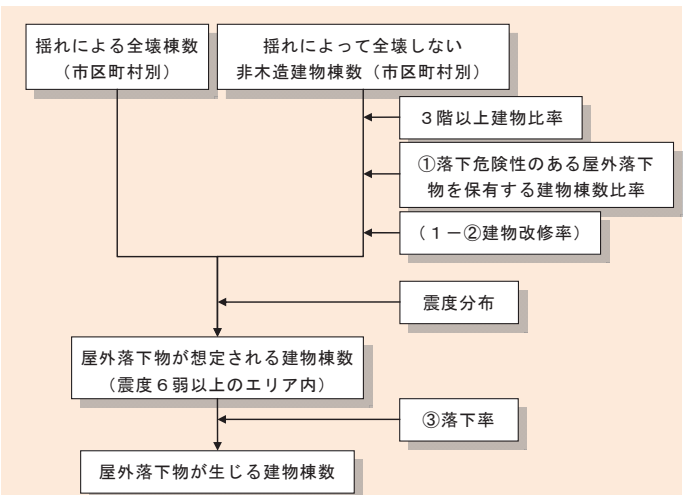 揺れによる全壊棟数
（市区町村別）
揺れによって全壊しない
非木造建物棟数（市区町村別）
３階以上建物比率
①落下危険性のある屋外落下
物を保有する建物棟数比率
（１－②建物改修率）
震度分布
屋外落下物が想定される建物棟数
（震度６弱以上のエリア内）
③落下率
屋外落下物が生じる建物棟数